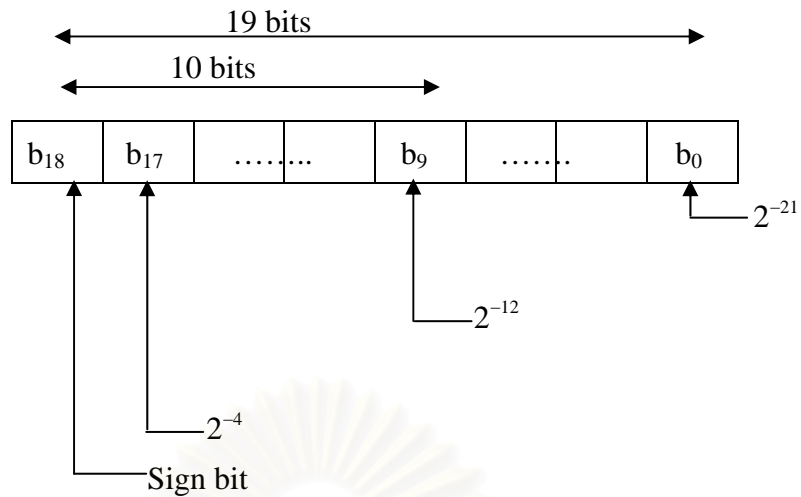 19 bits
10 bits
b₁₈ b₁₇ …….. b₉ ……. b₀
2⁻²¹
2⁻¹²
2⁻⁴
Sign bit